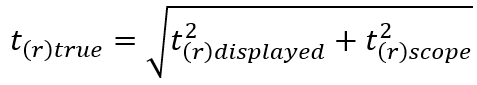 t₍ᵣ₎true = √(t²₍ᵣ₎displayed + t²₍ᵣ₎scope)